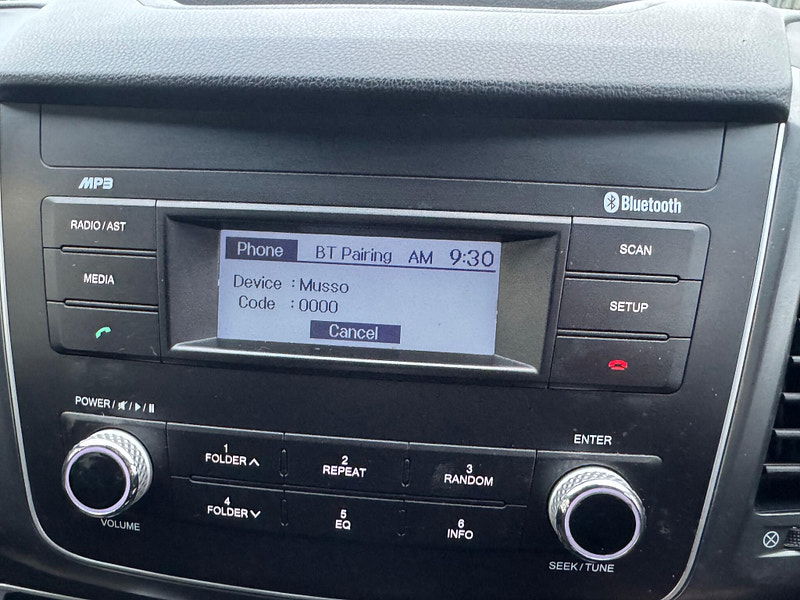 MP3
Bluetooth
RADIO/AST
MEDIA
Phone BT Pairing AM 9:30
Device : Musso
Code : 0000
Cancel
SCAN
SETUP
POWER/ / /
VOLUME
1
FOLDER
2
REPEAT
3
RANDOM
4
FOLDER
5
EQ
6
INFO
ENTER
SEEK/TUNE